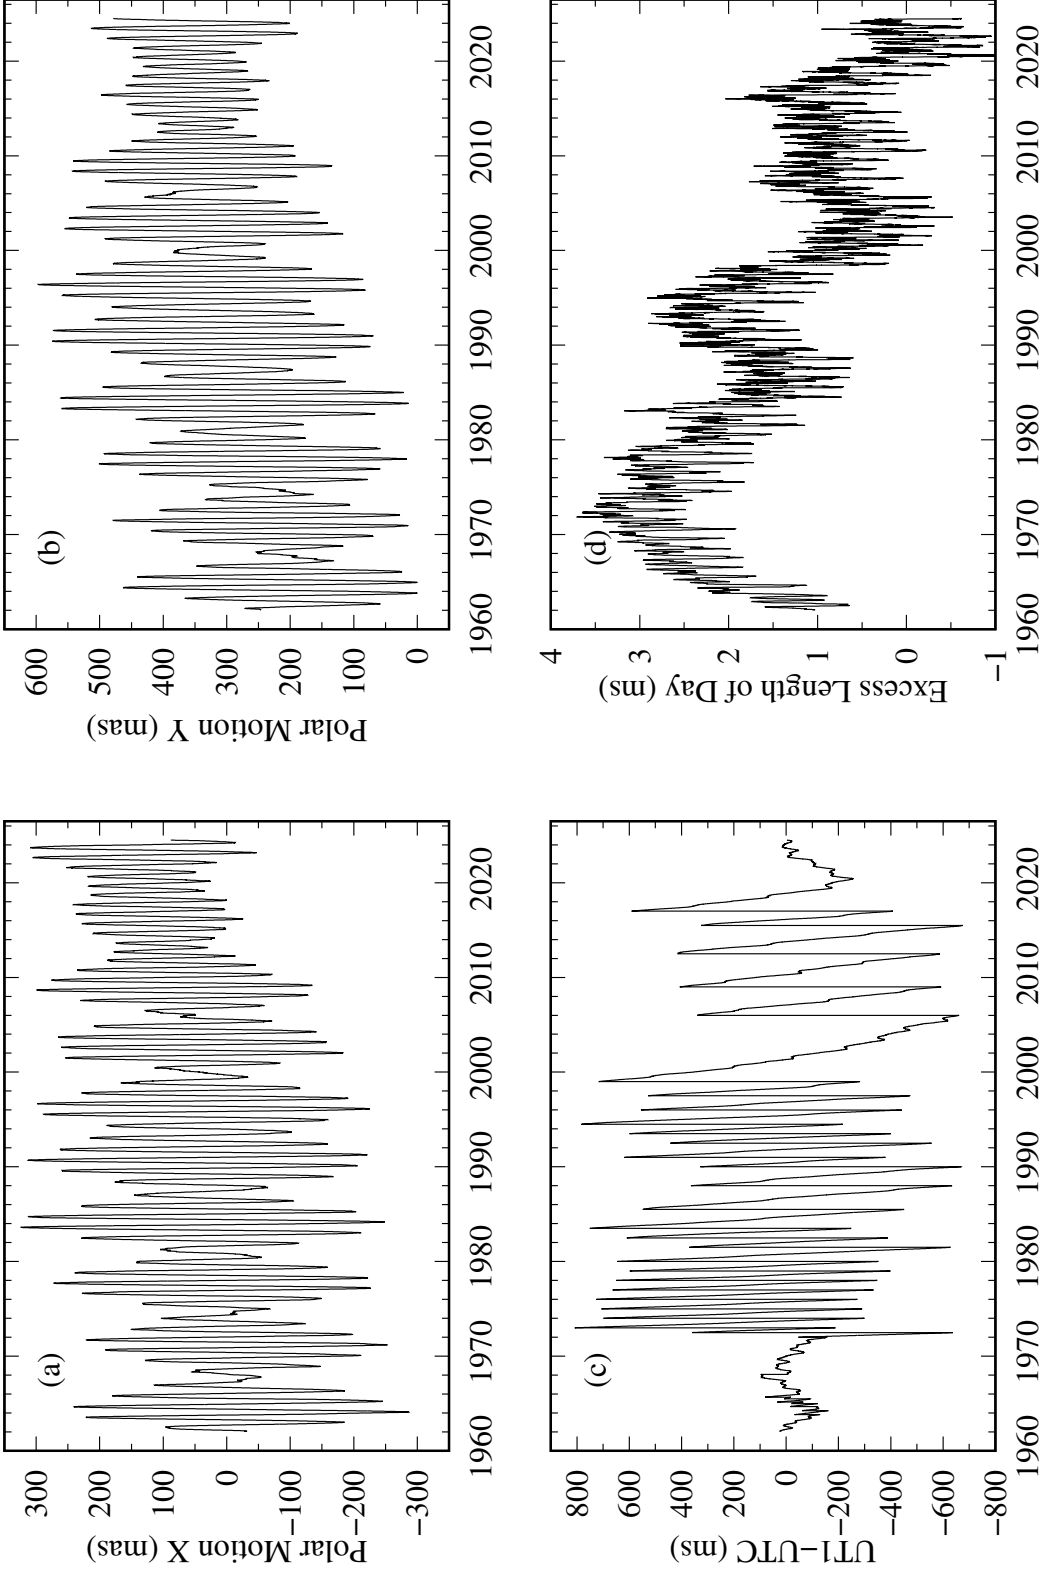 (a)
Polar Motion X (mas)
300
200
100
0
−100
−200
−300
1960 1970 1980 1990 2000 2010 2020
(b)
Polar Motion Y (mas)
600
500
400
300
200
100
0
1960 1970 1980 1990 2000 2010 2020
(c)
UT1−UTC (ms)
800
600
400
200
0
−200
−400
−600
−800
1960 1970 1980 1990 2000 2010 2020
(d)
Excess Length of Day (ms)
4
3
2
1
0
−1
1960 1970 1980 1990 2000 2010 2020